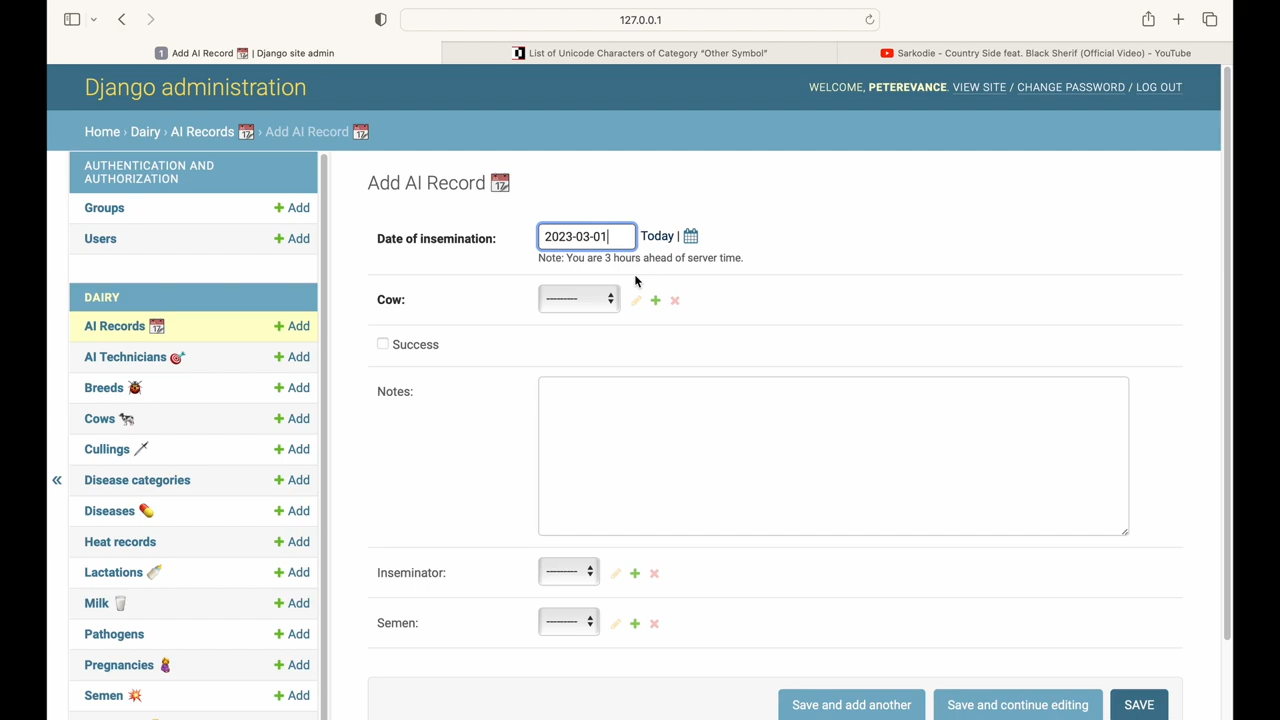 127.0.0.1
1 Add AI Record 📆 | Django site admin
List of Unicode Characters of Category “Other Symbol”
Sarkodie - Country Side feat. Black Sherif (Official Video) - YouTube
Django administration
WELCOME, PETEREVANCE. VIEW SITE / CHANGE PASSWORD / LOG OUT
Home › Dairy › AI Records 📆 › Add AI Record 📆
AUTHENTICATION AND
AUTHORIZATION
Groups + Add
Users + Add
DAIRY
AI Records 📆 + Add
AI Technicians 🎯 + Add
Breeds 🐞 + Add
Cows 🐄 + Add
Cullings 🗡 + Add
Disease categories + Add
Diseases 💊 + Add
Heat records + Add
Lactations 🍼 + Add
Milk 🥛 + Add
Pathogens + Add
Pregnancies 🤰 + Add
Semen 💥 + Add
«
Add AI Record 📆
Date of insemination: 2023-03-01 Today |
Note: You are 3 hours ahead of server time.
Cow: ---------
Success
Notes:
Inseminator: ---------
Semen: ---------
Save and add another Save and continue editing SAVE